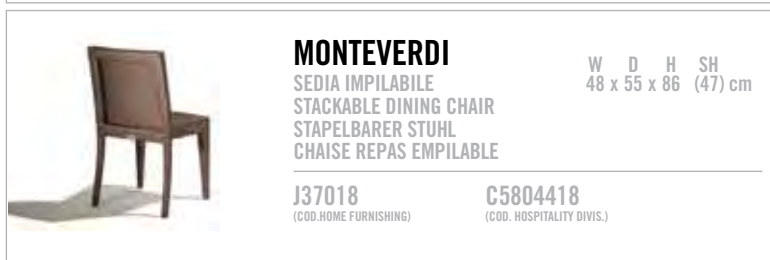 MONTEVERDI
SEDIA IMPILABILE
STACKABLE DINING CHAIR
STAPELBARER STUHL
CHAISE REPAS EMPILABLE
W D H SH
48 x 55 x 86 (47) cm
J37018
(COD.HOME FURNISHING)
C5804418
(COD. HOSPITALITY DIVIS.)